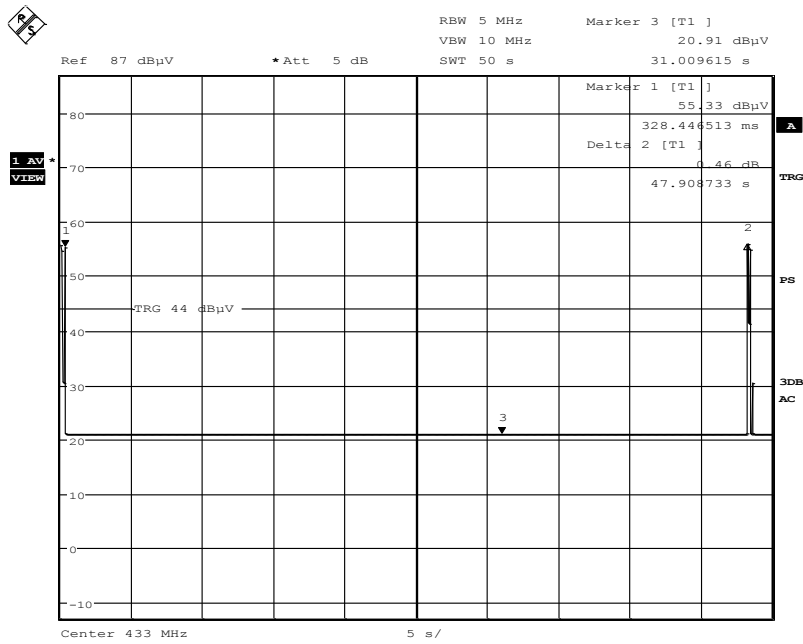 R S
RBW 5 MHz Marker 3 [T1 ]
VBW 10 MHz 20.91 dBµV
Ref 87 dBµV *Att 5 dB SWT 50 s 31.009615 s
Marker 1 [T1 ]
55.33 dBµV
328.446513 ms
Delta 2 [T1 ]
0.46 dB
47.908733 s
A
1 AV *
VIEW
TRG
80
70
60
1
2
50
PS
TRG 44 dBµV
40
30
3DB
AC
3
20
10
0
-10
Center 433 MHz 5 s/